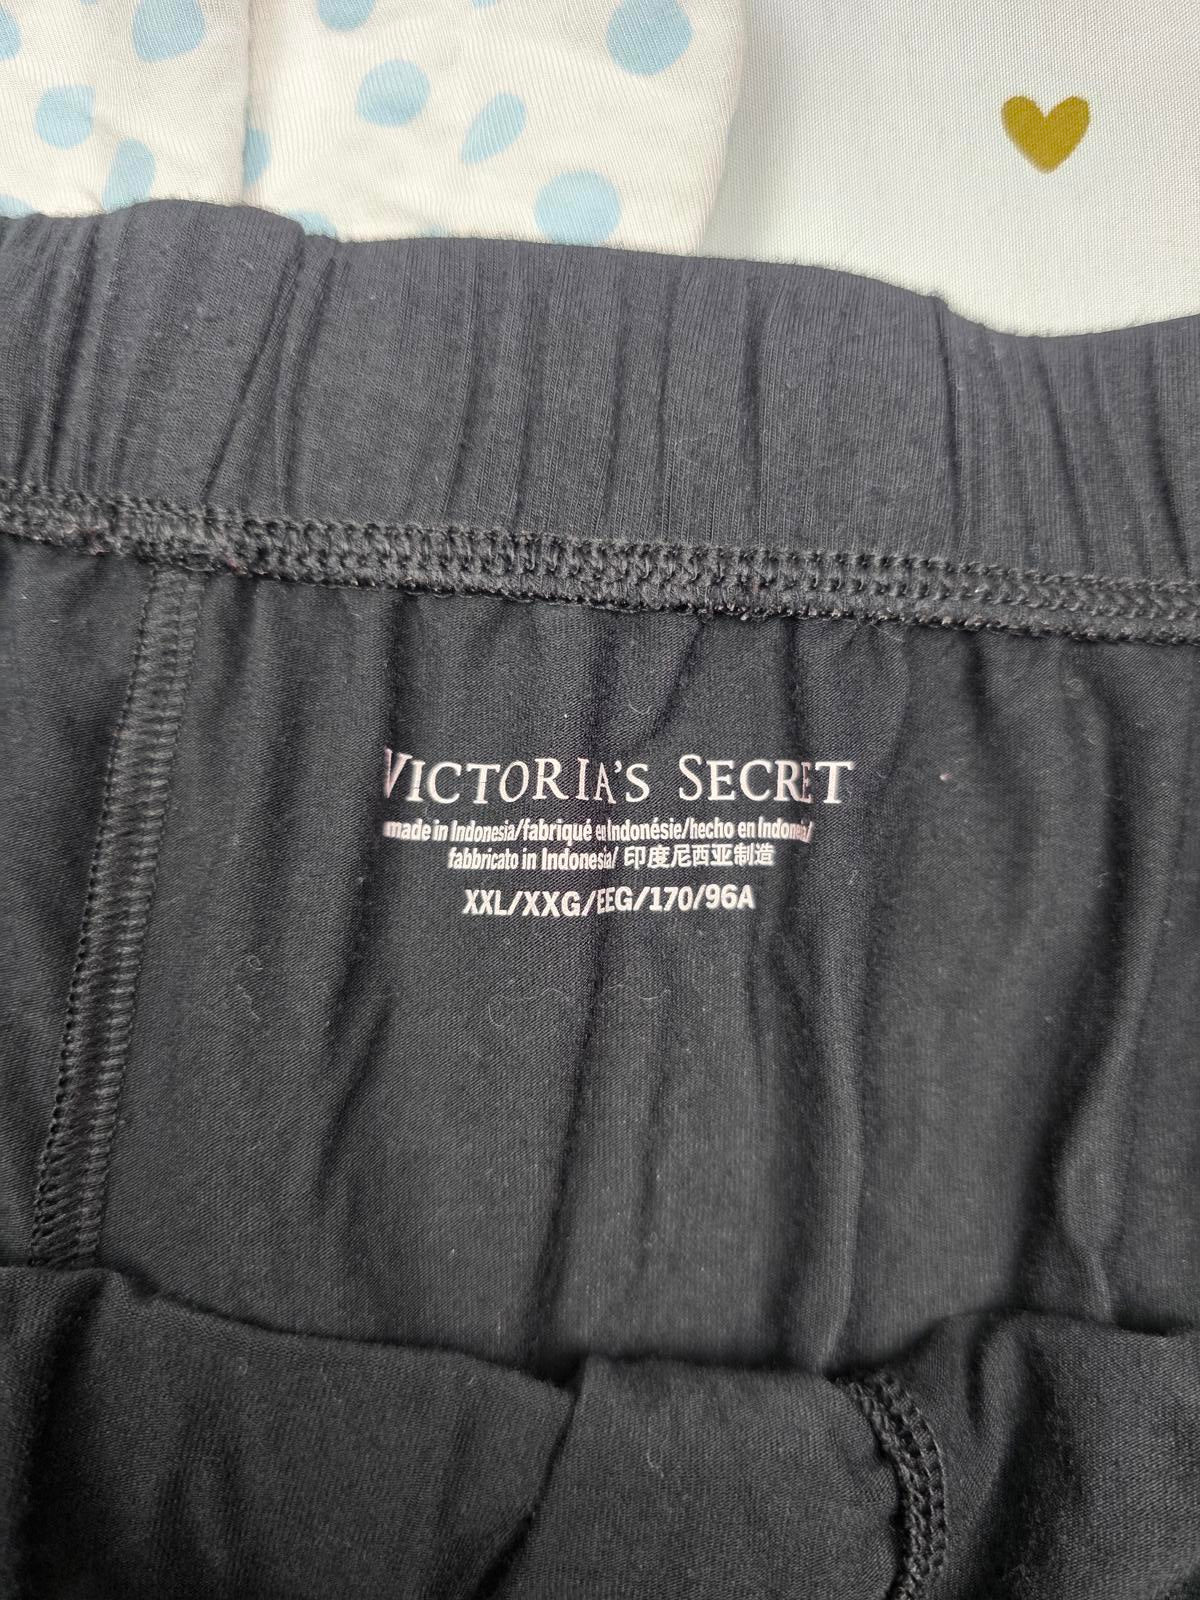 VICTORIA'S SECRET
made in Indonesia/fabriqué en Indonésie/hecho en Indonesia/
fabbricato in Indonesia/ 印度尼西亚制造
XXL/XXG/EEG/170/96A